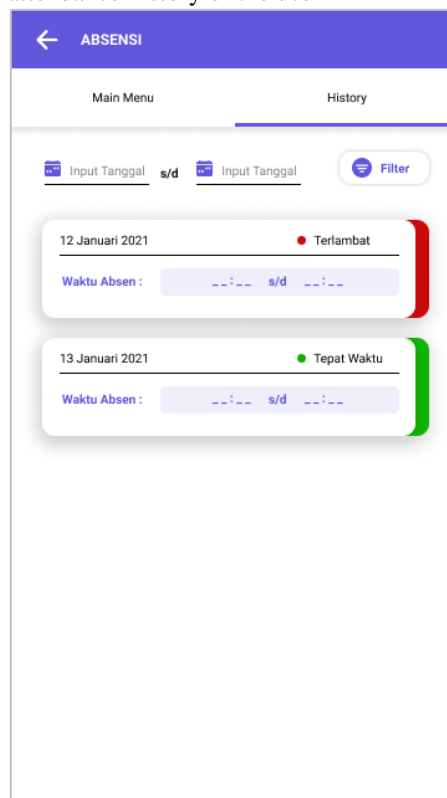 ABSENSI
Main Menu History
Input Tanggal s/d Input Tanggal Filter
12 Januari 2021 Terlambat
Waktu Absen : __:__ s/d __:__
13 Januari 2021 Tepat Waktu
Waktu Absen : __:__ s/d __:__